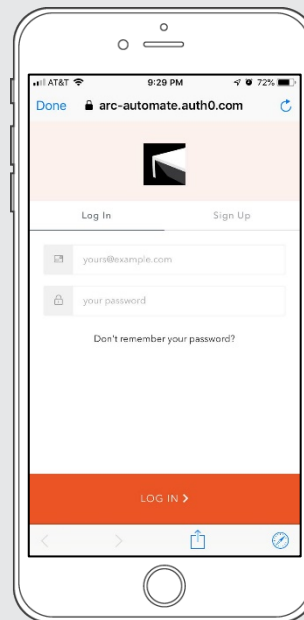 AT&T 9:29 PM 72%
Done arc-automate.auth0.com
Log In Sign Up
yours@example.com
your password
Don't remember your password?
LOG IN >